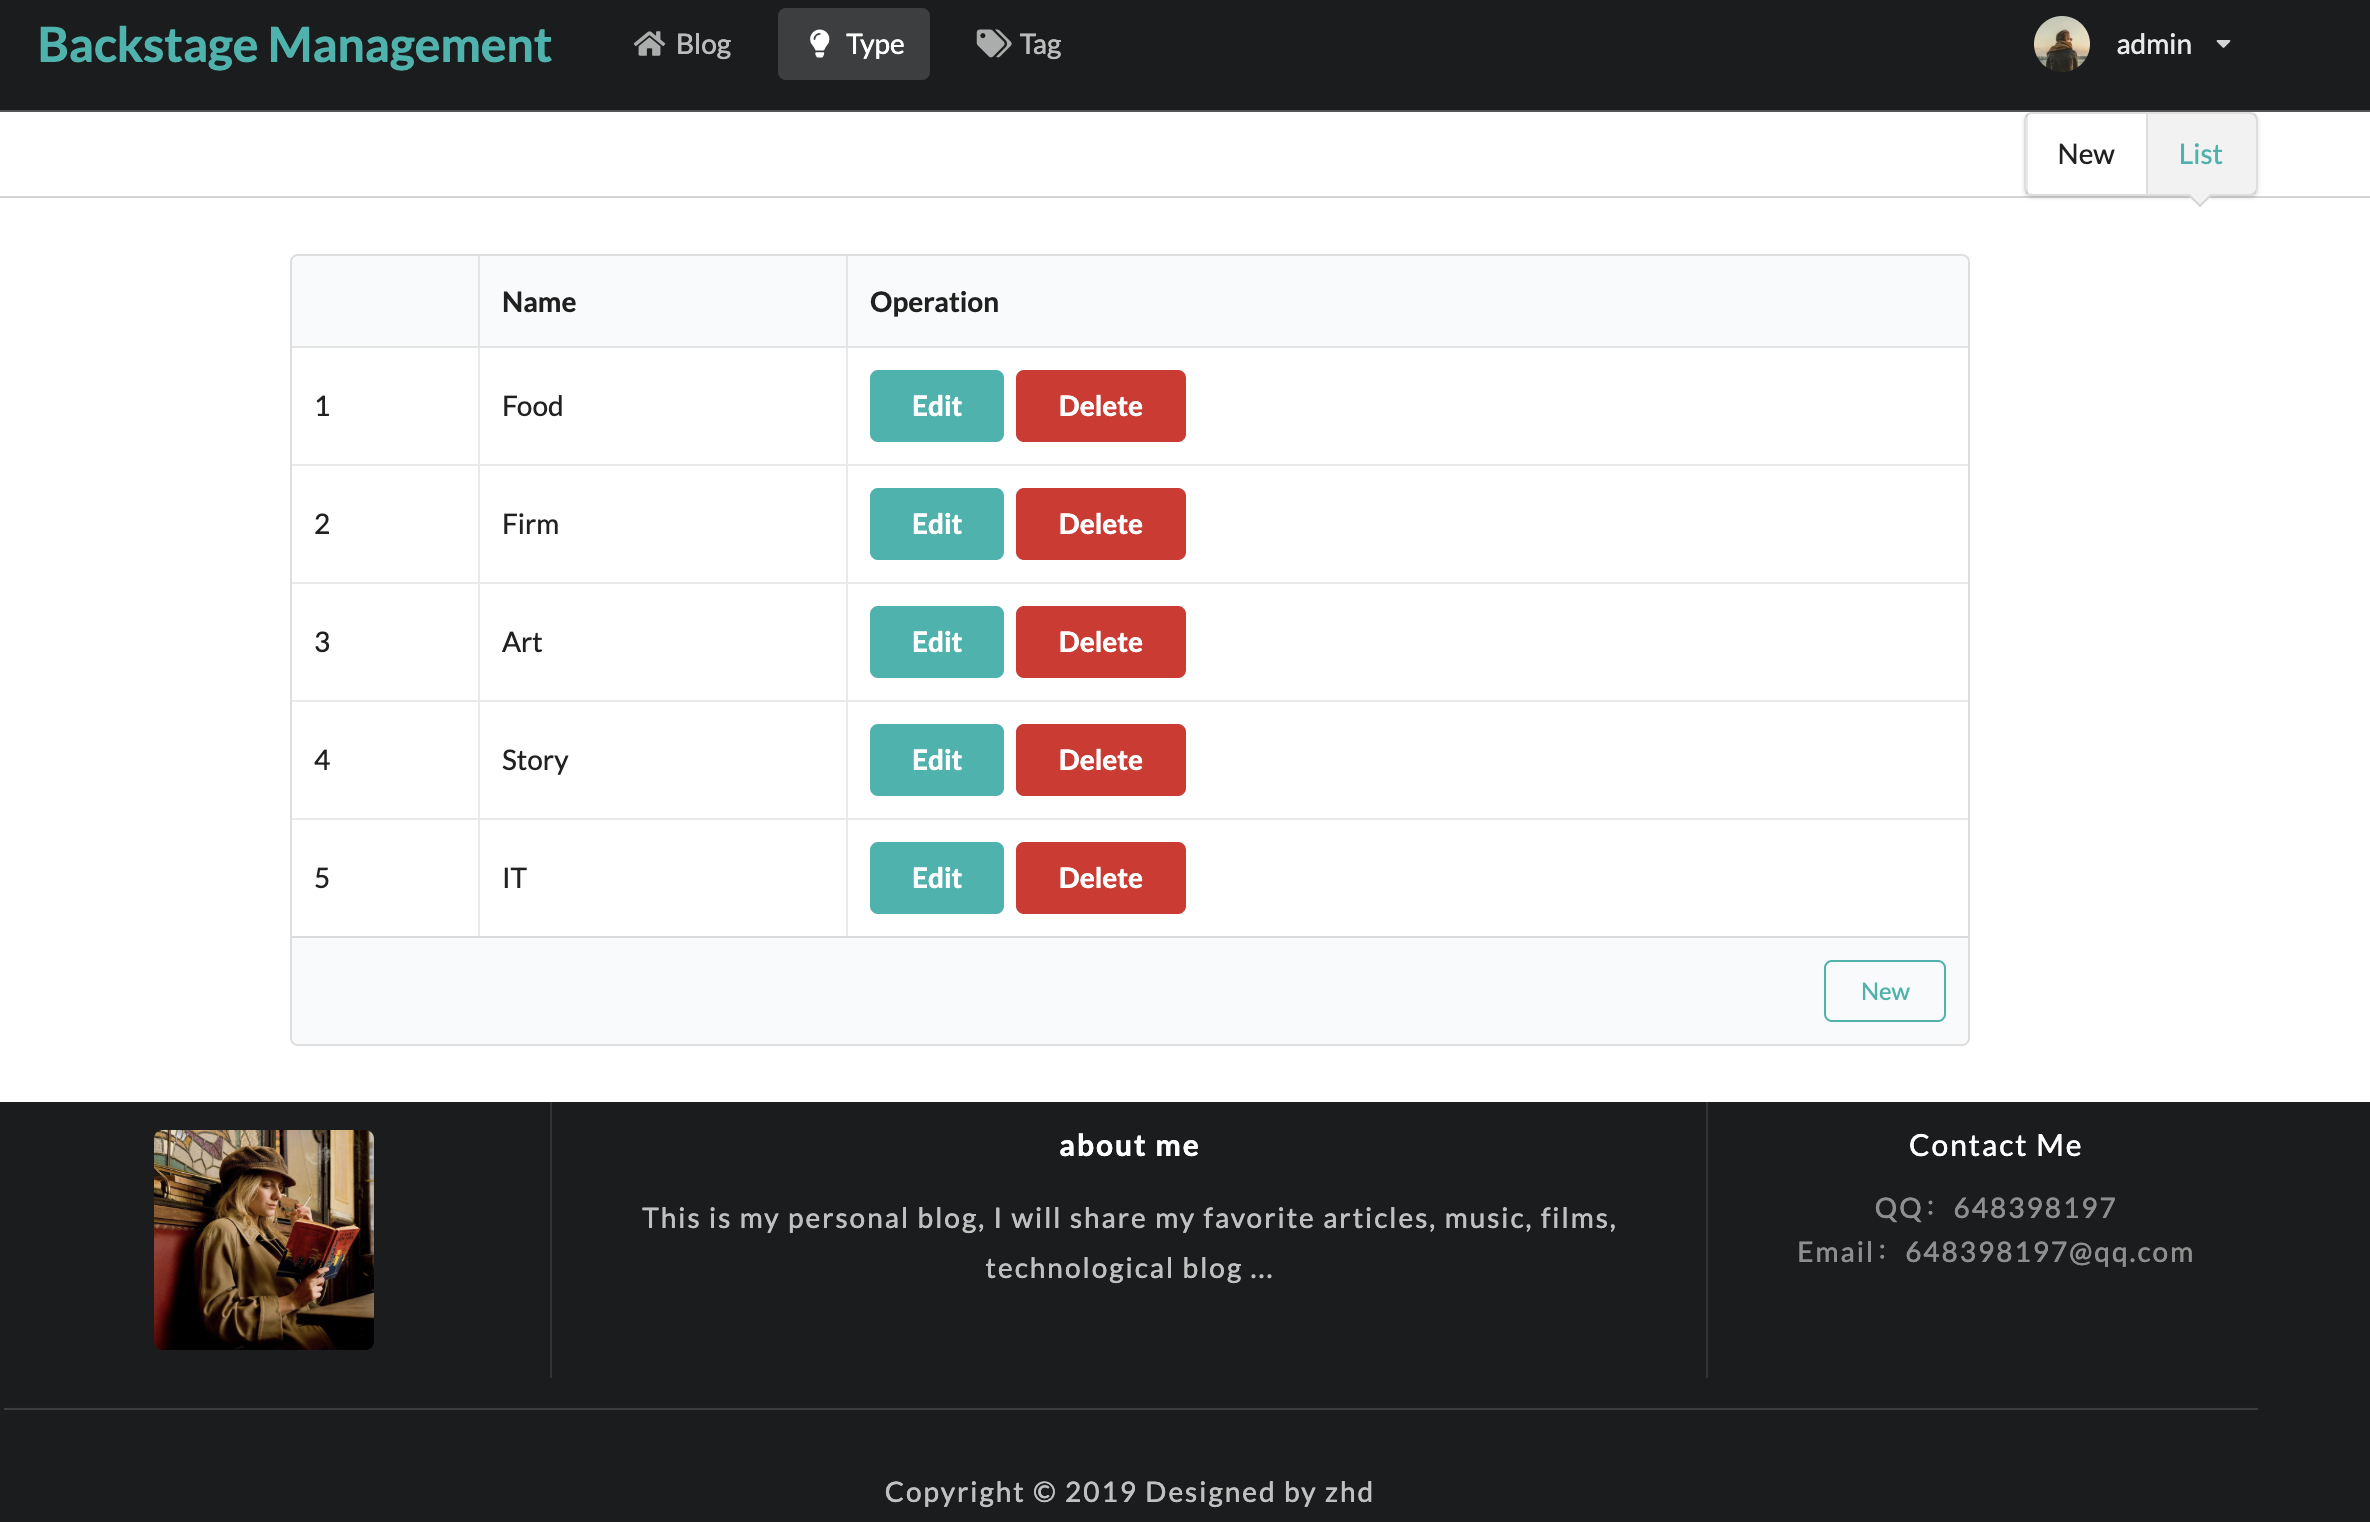 Backstage Management Blog Type Tag admin
New List
Name Operation
1 Food Edit Delete
2 Firm Edit Delete
3 Art Edit Delete
4 Story Edit Delete
5 IT Edit Delete
New
about me
This is my personal blog, I will share my favorite articles, music, films,
technological blog ...
Contact Me
QQ：648398197
Email：648398197@qq.com
Copyright © 2019 Designed by zhd